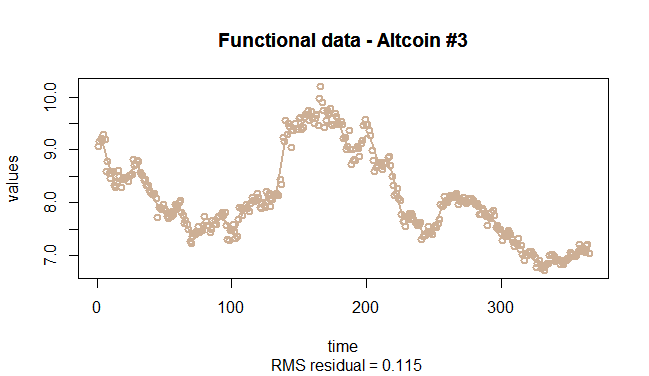 Functional data - Altcoin #3
values
10.0
9.0
8.0
7.0
0
100
200
300
time
RMS residual = 0.115